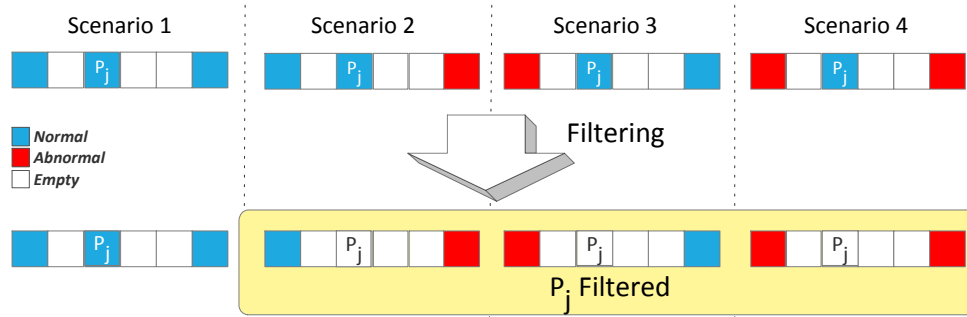 Scenario 1
Scenario 2
Scenario 3
Scenario 4
Pj
Pj
Pj
Pj
Normal
Abnormal
Empty
Filtering
Pj
Pj
Pj
Pj
Pj Filtered